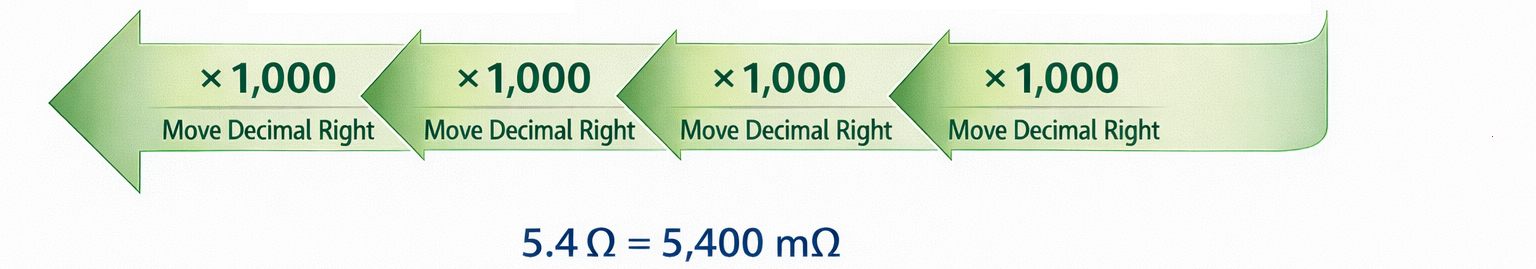 × 1,000 × 1,000 × 1,000 × 1,000
Move Decimal Right Move Decimal Right Move Decimal Right Move Decimal Right
5.4 Ω = 5,400 mΩ